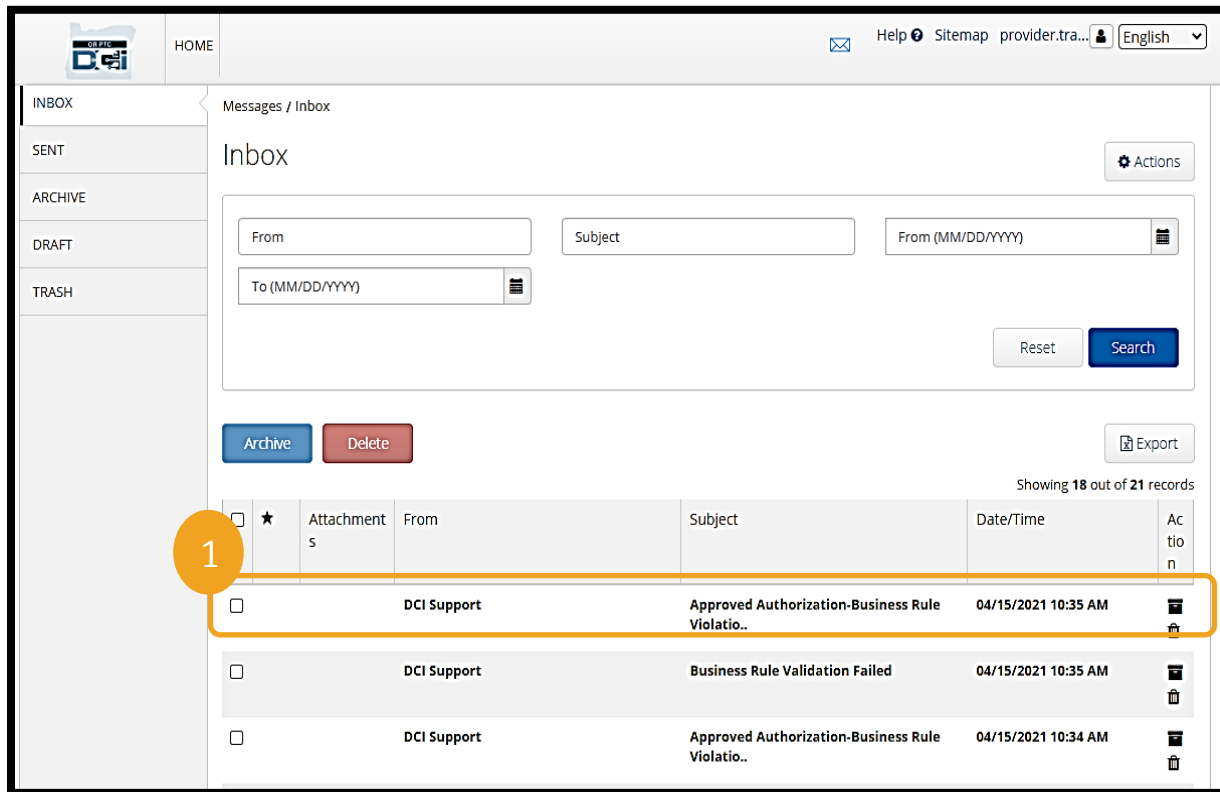 OR PTC
DCi
HOME
Help Sitemap provider.tra... English
INBOX
SENT
ARCHIVE
DRAFT
TRASH
Messages / Inbox
Inbox
Actions
From
Subject
From (MM/DD/YYYY)
To (MM/DD/YYYY)
Reset
Search
Archive
Delete
Export
Showing 18 out of 21 records
★
Attachment
s
From
Subject
Date/Time
Ac
tio
n
1
DCI Support
Approved Authorization-Business Rule
Violatio..
04/15/2021 10:35 AM
DCI Support
Business Rule Validation Failed
04/15/2021 10:35 AM
DCI Support
Approved Authorization-Business Rule
Violatio..
04/15/2021 10:34 AM